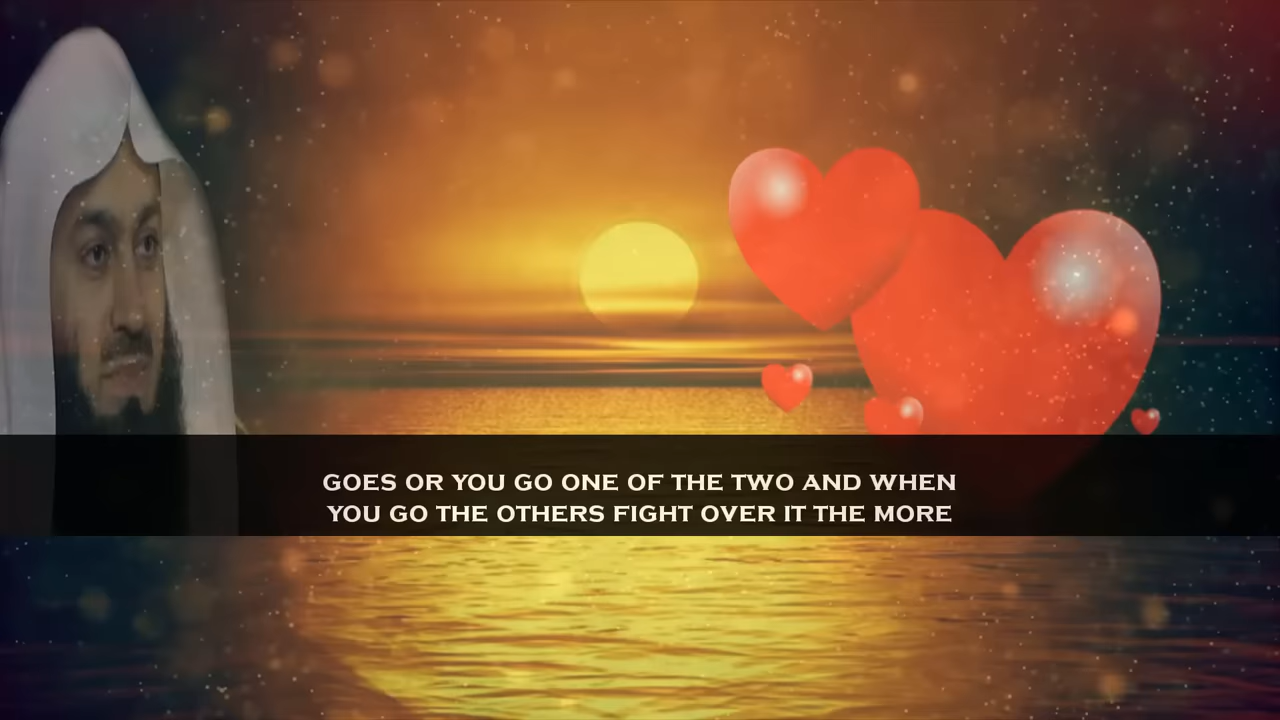 GOES OR YOU GO ONE OF THE TWO AND WHEN
YOU GO THE OTHERS FIGHT OVER IT THE MORE